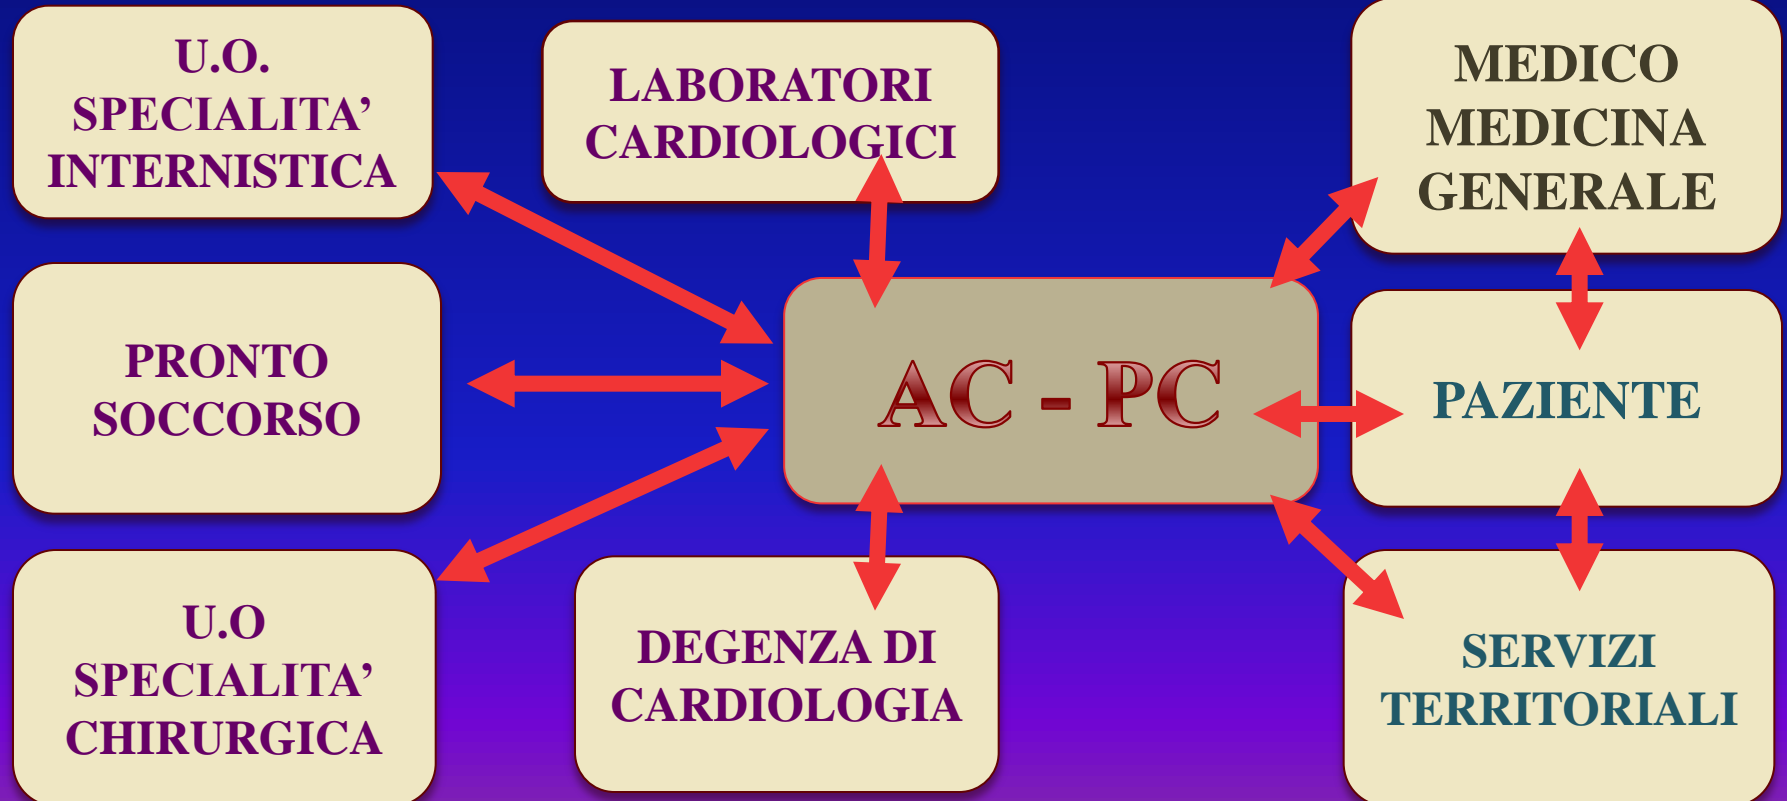 U.O.
SPECIALITA’
INTERNISTICA
LABORATORI
CARDIOLOGICI
MEDICO
MEDICINA
GENERALE
PRONTO
SOCCORSO
AC - PC
PAZIENTE
U.O
SPECIALITA’
CHIRURGICA
DEGENZA DI
CARDIOLOGIA
SERVIZI
TERRITORIALI